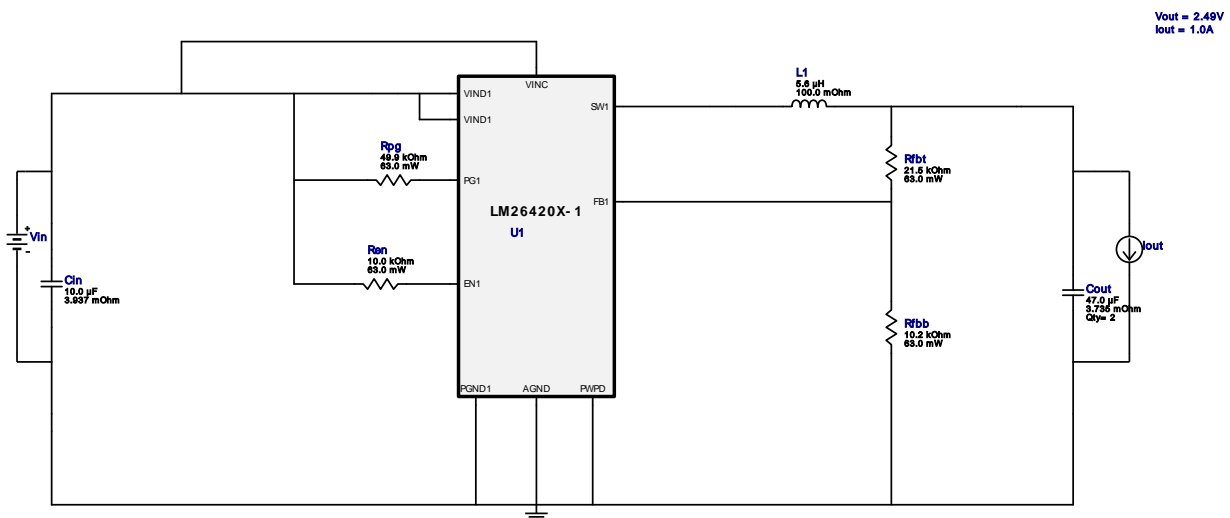 Vout = 2.49V
Iout = 1.0A
L1
5.6 µH
100.0 mOhm
VINC
VIND1
SW1
VIND1
Rpg
49.9 kOhm
63.0 mW
PG1
Rfbt
21.5 kOhm
63.0 mW
FB1
LM26420X-1
U1
Vin
+
-
Ren
10.0 kOhm
63.0 mW
EN1
Iout
Cin
10.0 µF
3.937 mOhm
Cout
47.0 µF
3.735 mOhm
Qty= 2
Rfbb
10.2 kOhm
63.0 mW
PGND1
AGND
PWPD